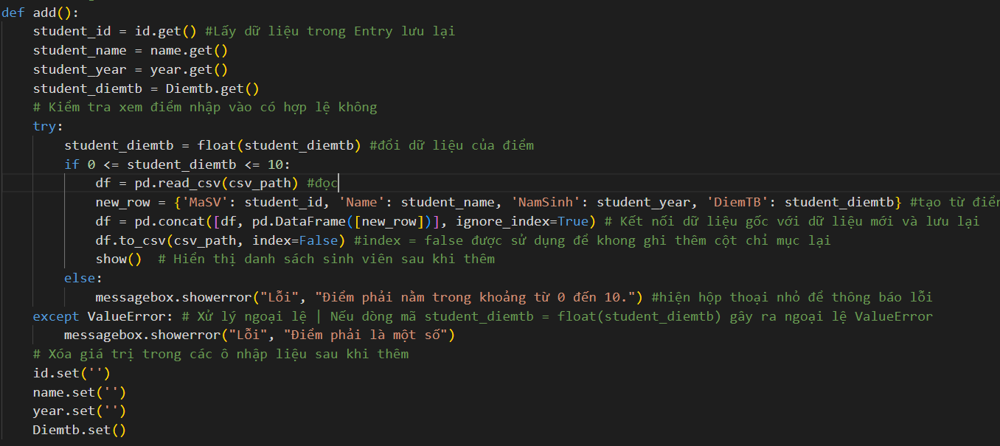 def add():
    student_id = id.get() #Lấy dữ liệu trong Entry lưu lại
    student_name = name.get()
    student_year = year.get()
    student_diemtb = Diemtb.get()
    # Kiểm tra xem điểm nhập vào có hợp lệ không
    try:
        student_diemtb = float(student_diemtb) #đổi dữ liệu của điểm
        if 0 <= student_diemtb <= 10:
            df = pd.read_csv(csv_path) #đọc
            new_row = {'MaSV': student_id, 'Name': student_name, 'NamSinh': student_year, 'DiemTB': student_diemtb} #tạo từ điển
            df = pd.concat([df, pd.DataFrame([new_row])], ignore_index=True) # Kết nối dữ liệu gốc với dữ liệu mới và lưu lại
            df.to_csv(csv_path, index=False) #index = false được sử dụng để khong ghi thêm cột chỉ mục lại
            show()  # Hiển thị danh sách sinh viên sau khi thêm
        else:
            messagebox.showerror("Lỗi", "Điểm phải nằm trong khoảng từ 0 đến 10.") #hiện hộp thoại nhỏ để thông báo lỗi
    except ValueError: # Xử lý ngoại lệ | Nếu dòng mã student_diemtb = float(student_diemtb) gây ra ngoại lệ ValueError
        messagebox.showerror("Lỗi", "Điểm phải là một số")
    # Xóa giá trị trong các ô nhập liệu sau khi thêm
    id.set('')
    name.set('')
    year.set('')
    Diemtb.set()